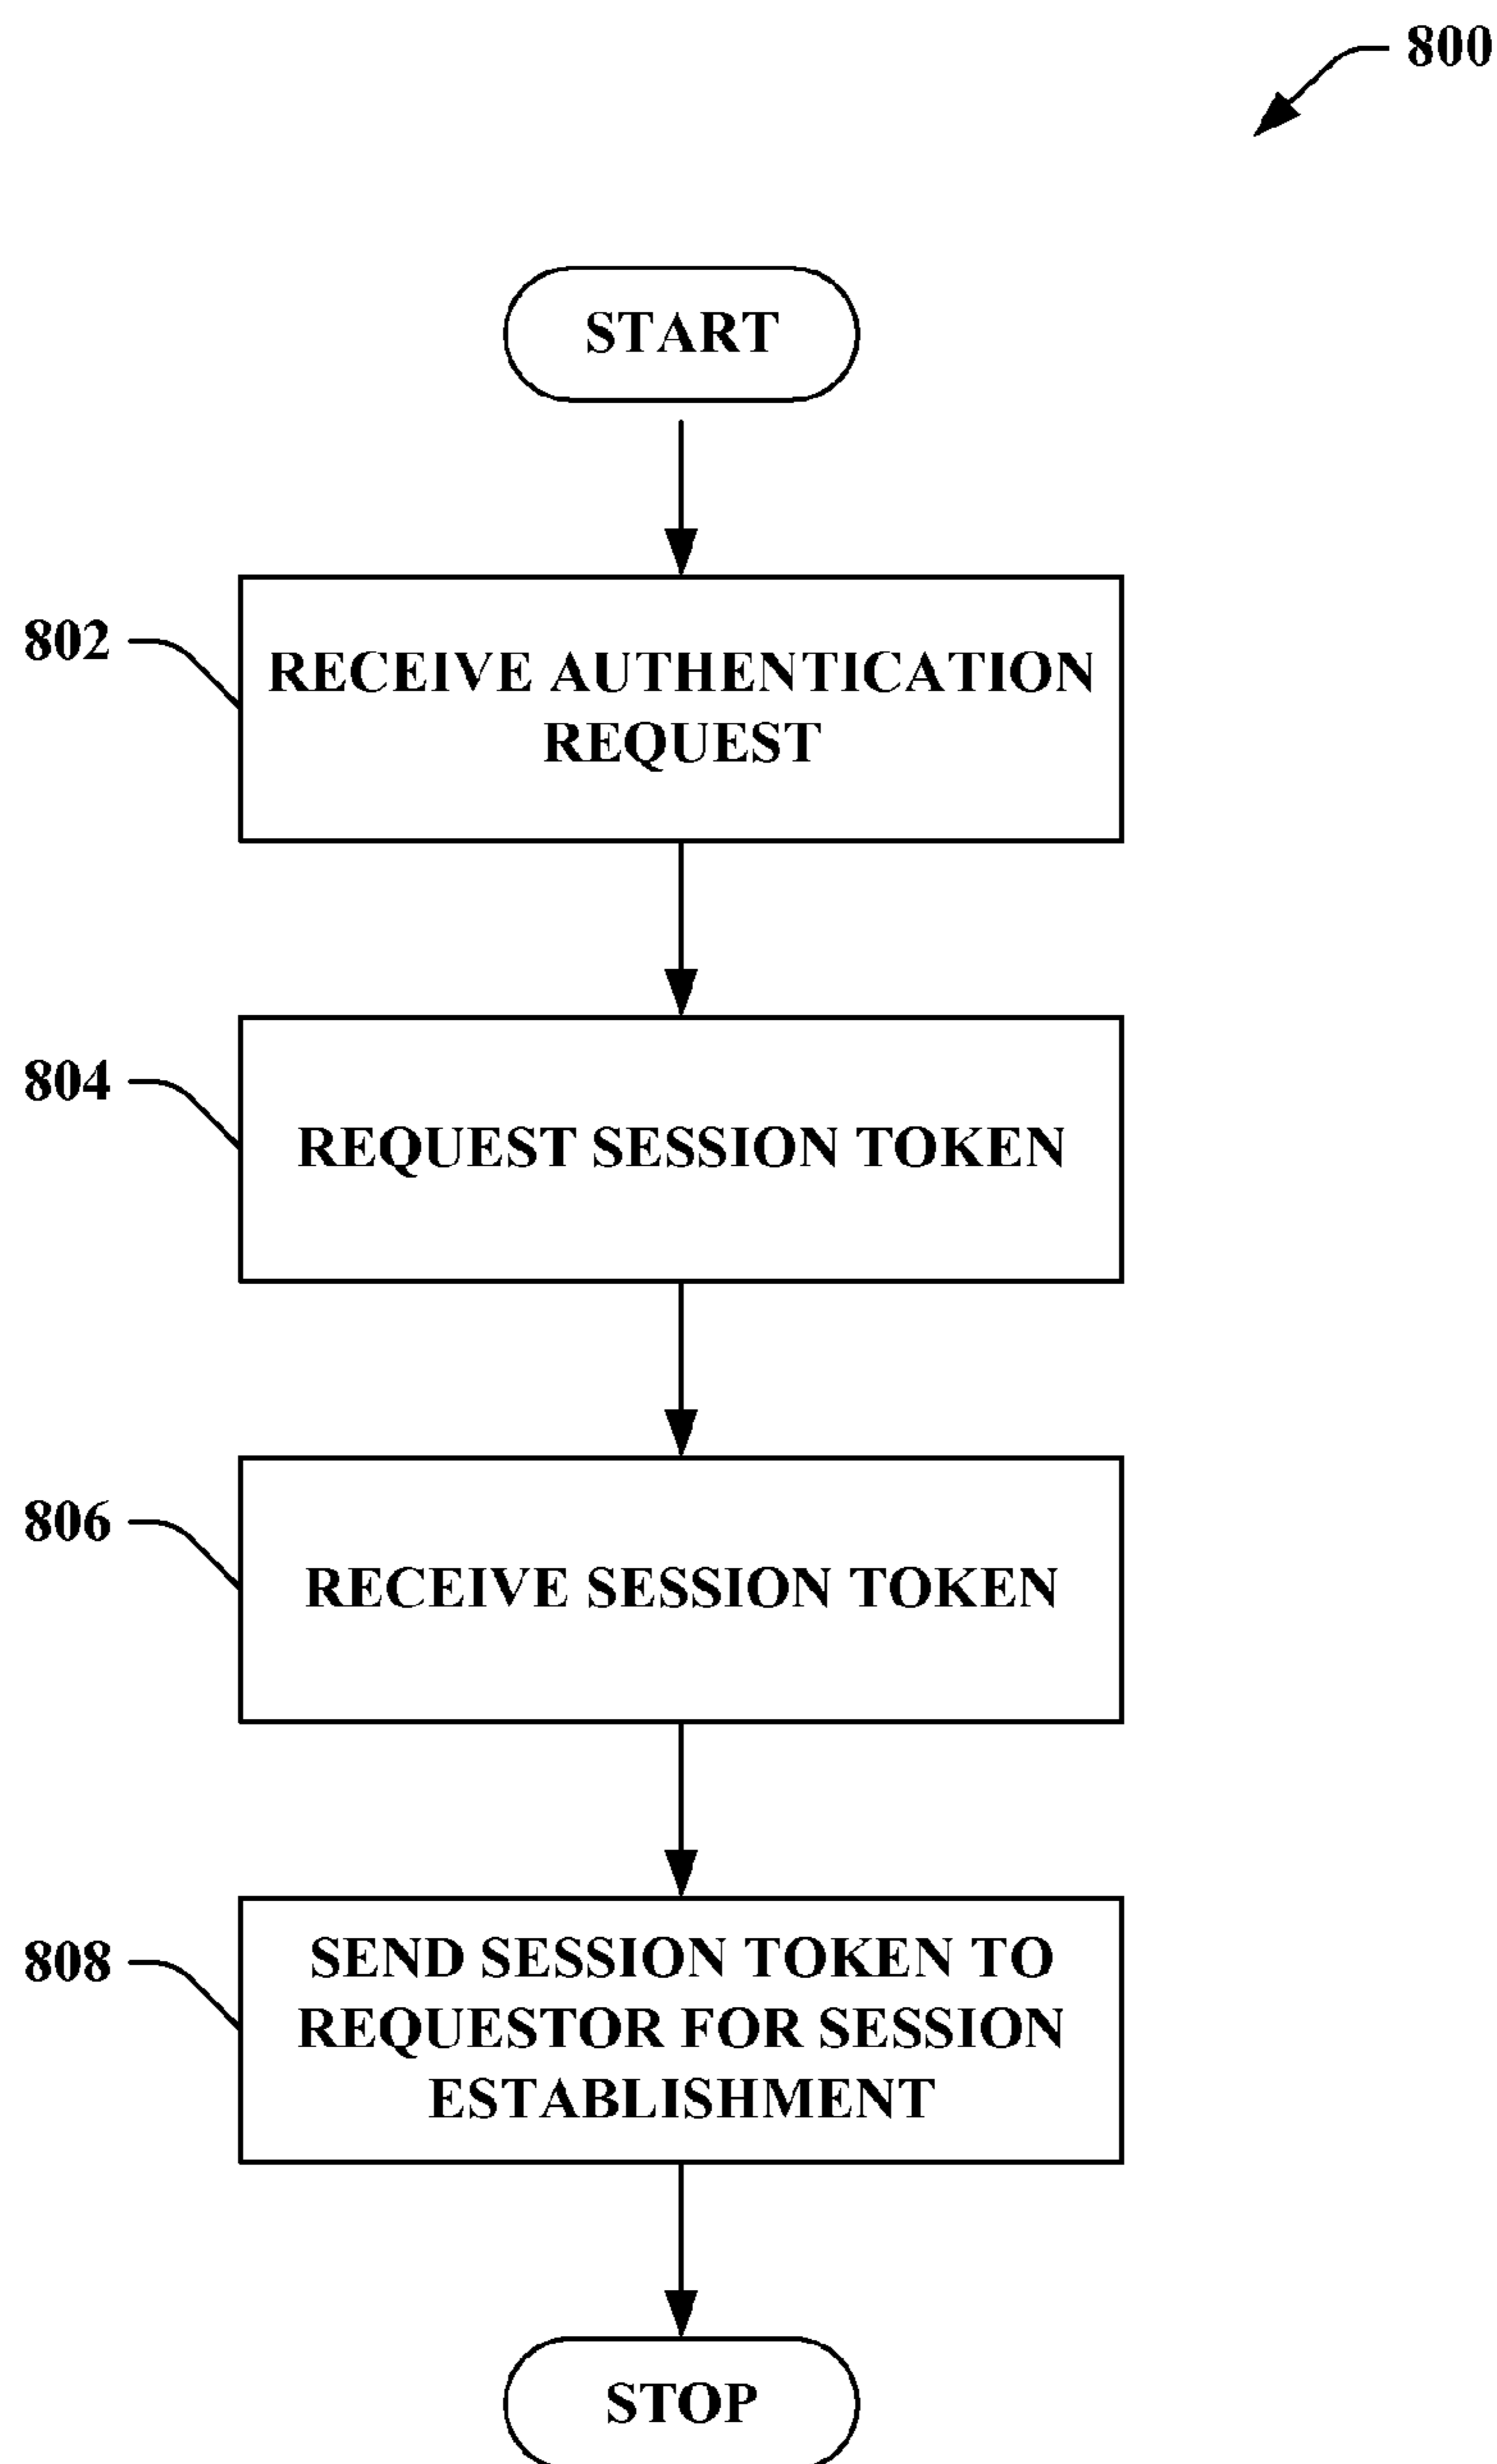 800
START
802
RECEIVE AUTHENTICATION
REQUEST
804
REQUEST SESSION TOKEN
806
RECEIVE SESSION TOKEN
808
SEND SESSION TOKEN TO
REQUESTOR FOR SESSION
ESTABLISHMENT
STOP